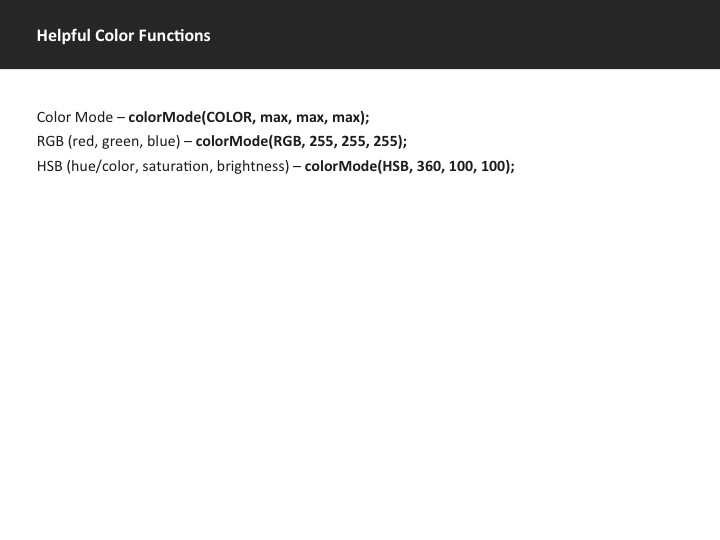 Helpful Color Functions
Color Mode – colorMode(COLOR, max, max, max);
RGB (red, green, blue) – colorMode(RGB, 255, 255, 255);
HSB (hue/color, saturation, brightness) – colorMode(HSB, 360, 100, 100);